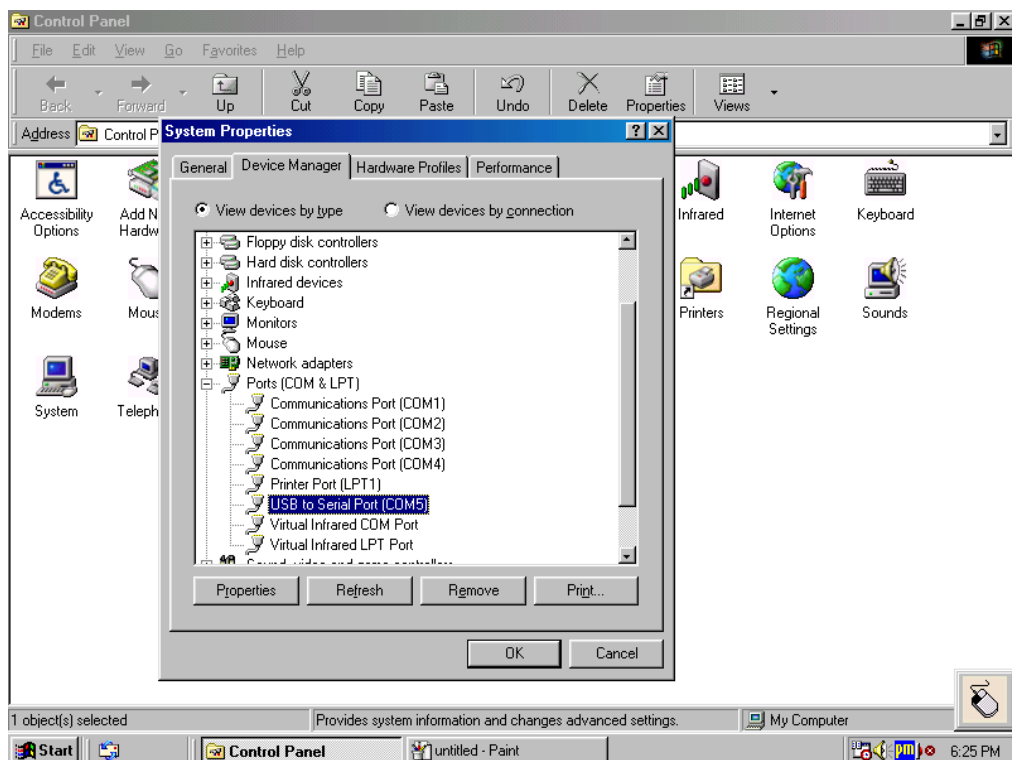 Control Panel
File Edit View Go Favorites Help
Back Forward Up Cut Copy Paste Undo Delete Properties Views
Address Control P
System Properties
General Device Manager Hardware Profiles Performance
View devices by type View devices by connection
Floppy disk controllers
Hard disk controllers
Infrared devices
Keyboard
Monitors
Mouse
Network adapters
Ports (COM & LPT)
Communications Port (COM1)
Communications Port (COM2)
Communications Port (COM3)
Communications Port (COM4)
Printer Port (LPT1)
USB to Serial Port (COM5)
Virtual Infrared COM Port
Virtual Infrared LPT Port
Sound, video and game controllers
Properties Refresh Remove Print...
OK Cancel
Accessibility Options
Add N
Hardw
Infrared
Internet Options
Keyboard
Modems
Mous
Printers
Regional Settings
Sounds
System
Teleph
1 object(s) selected Provides system information and changes advanced settings. My Computer
Start Control Panel untitled - Paint pm 6:25 PM